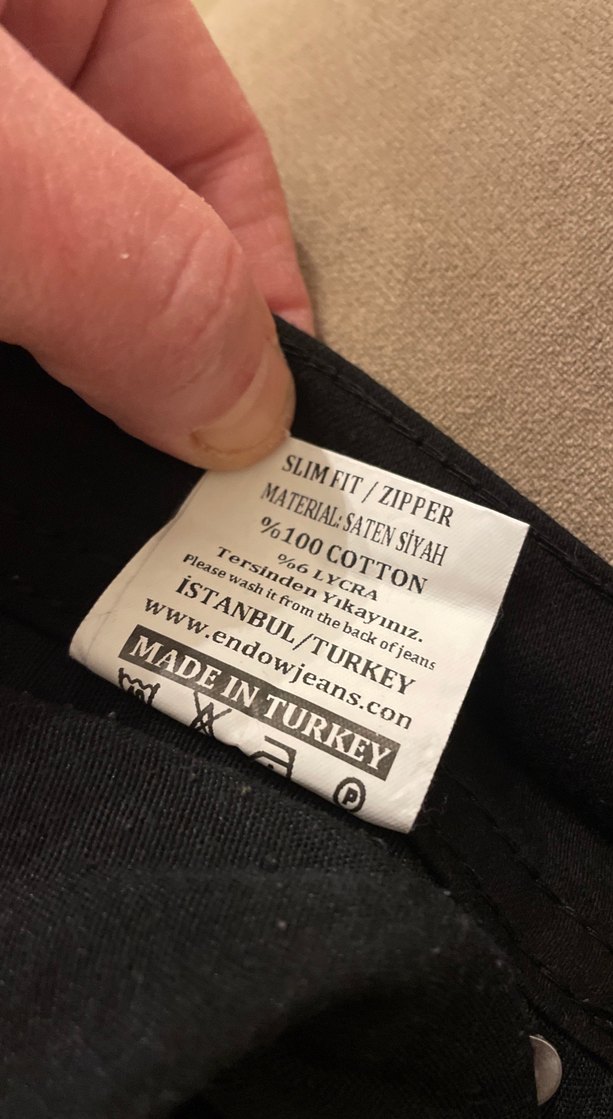 SLIM FIT / ZIPPER
MATERIAL: SATEN SİYAH
%100 COTTON
%6 LYCRA
Tersinden Yıkayınız.
Please wash it from the back of jeans
İSTANBUL/TURKEY
www.endowjeans.con
MADE IN TURKEY
P